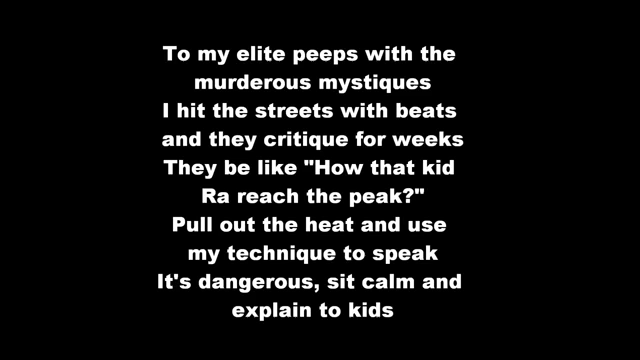 To my elite peeps with the
murderous mystiques
I hit the streets with beats
and they critique for weeks
They be like "How that kid
Ra reach the peak?"
Pull out the heat and use
my technique to speak
It's dangerous, sit calm and
explain to kids